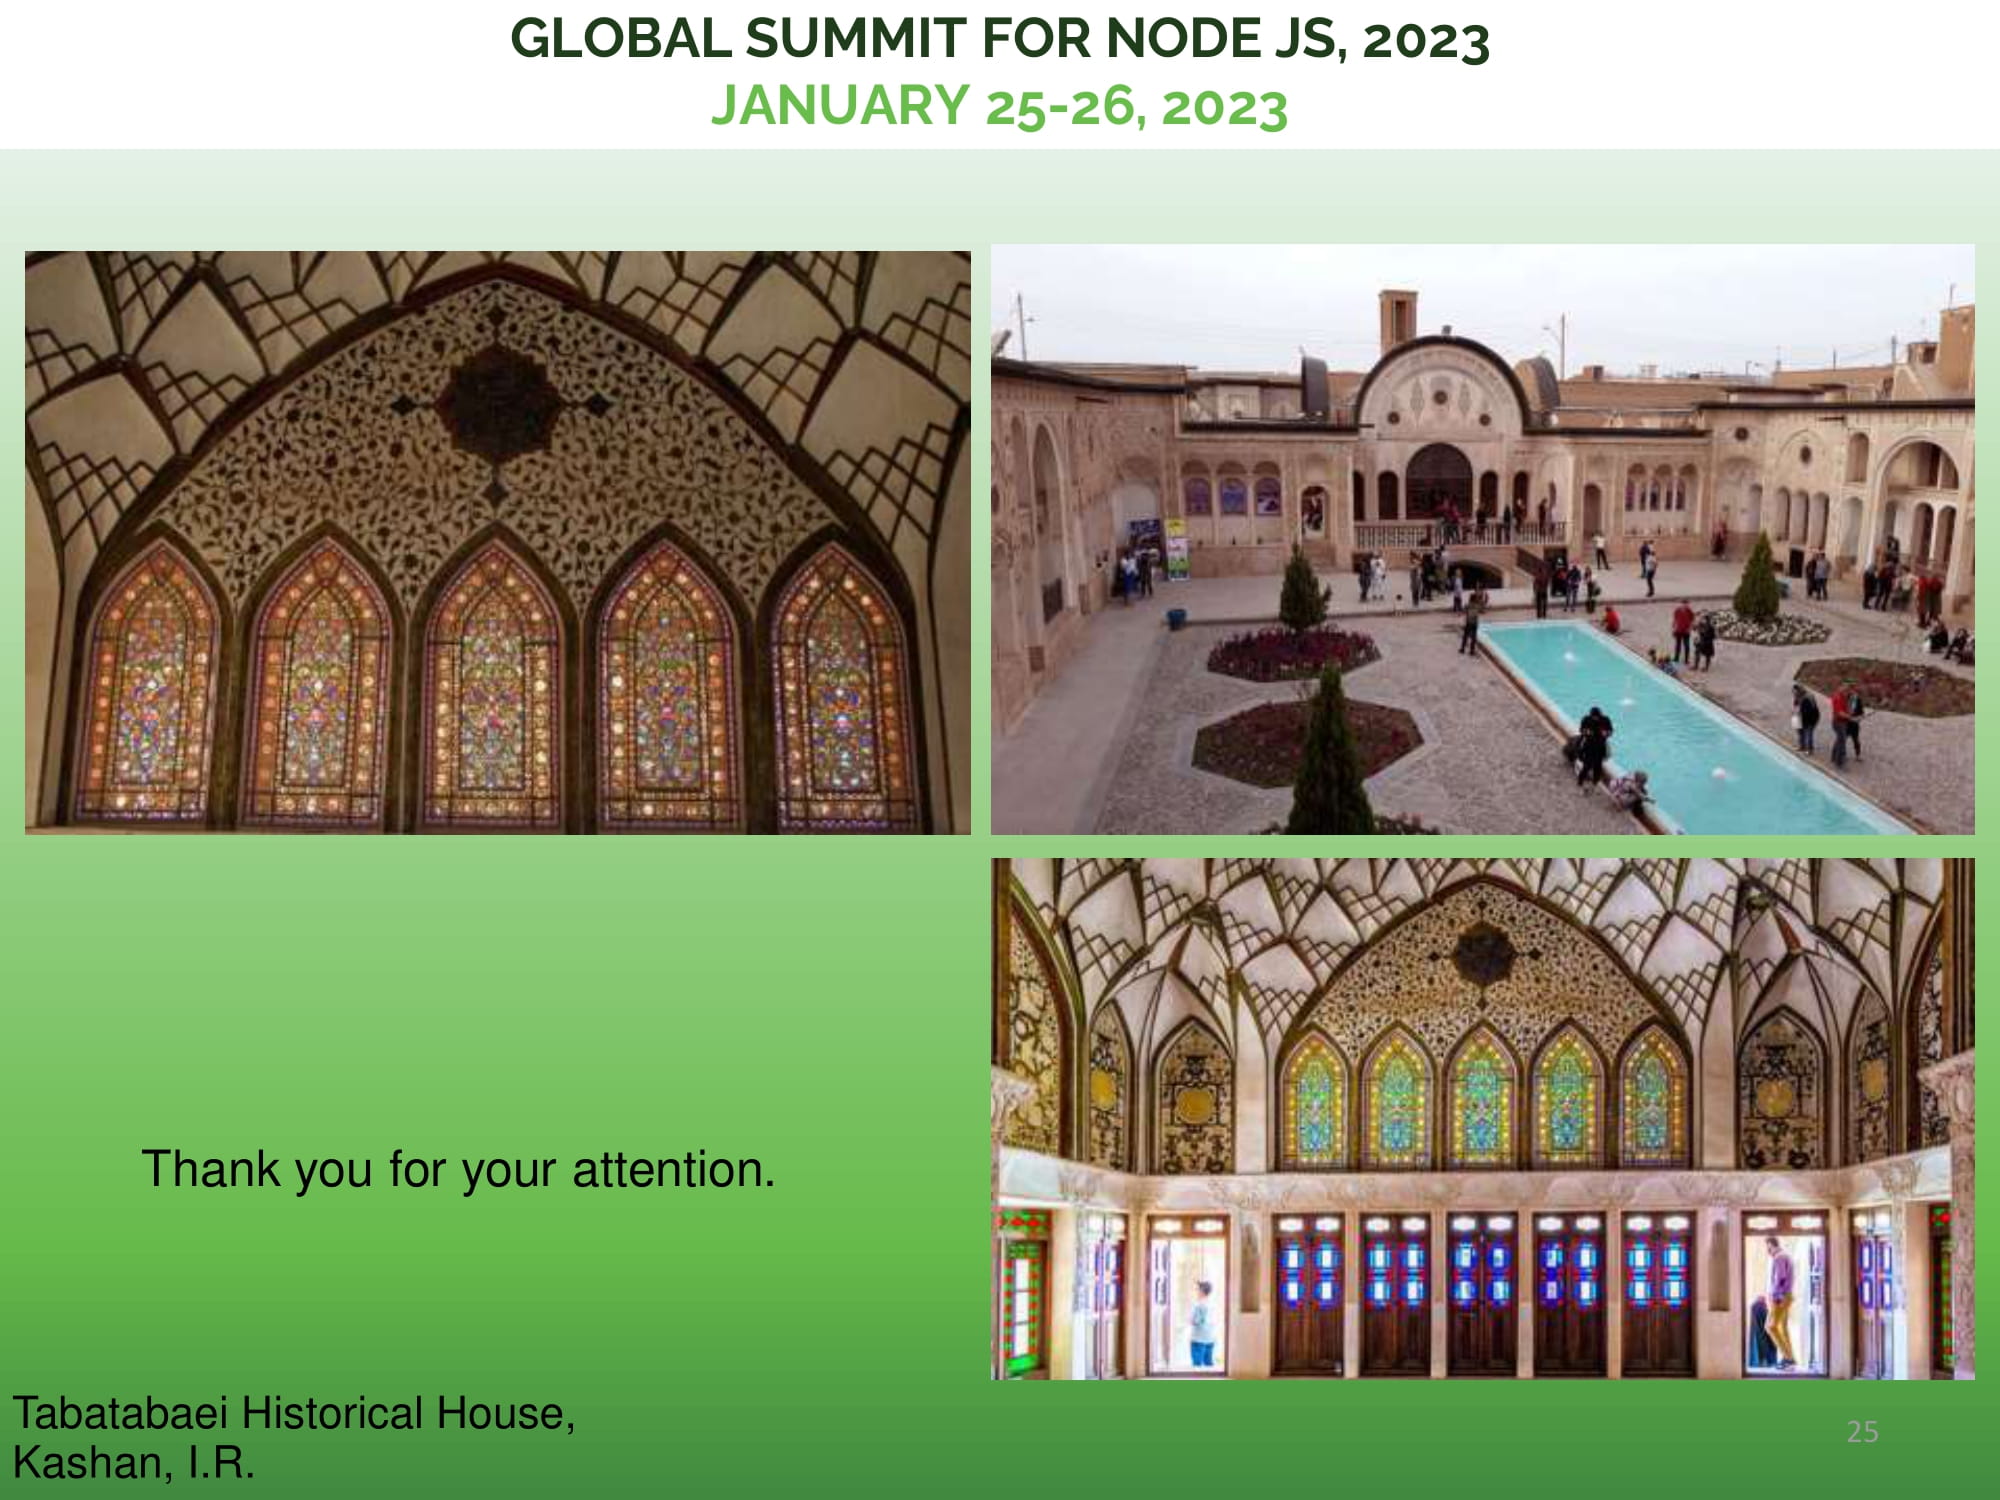 GLOBAL SUMMIT FOR NODE JS, 2023
JANUARY 25-26, 2023
Thank you for your attention.
Tabatabaei Historical House,
Kashan, I.R.
25